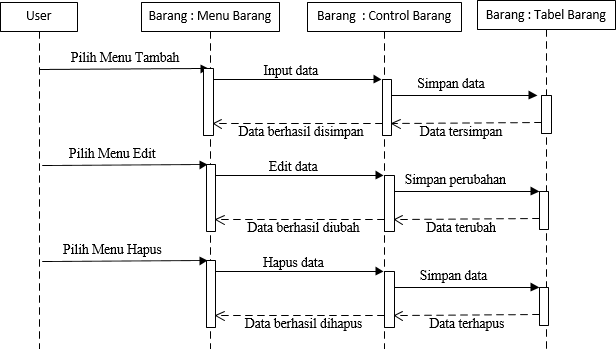 User
Barang : Menu Barang
Barang : Control Barang
Barang : Tabel Barang
Pilih Menu Tambah
Input data
Simpan data
Data berhasil disimpan
Data tersimpan
Pilih Menu Edit
Edit data
Simpan perubahan
Data berhasil diubah
Data terubah
Pilih Menu Hapus
Hapus data
Simpan data
Data berhasil dihapus
Data terhapus